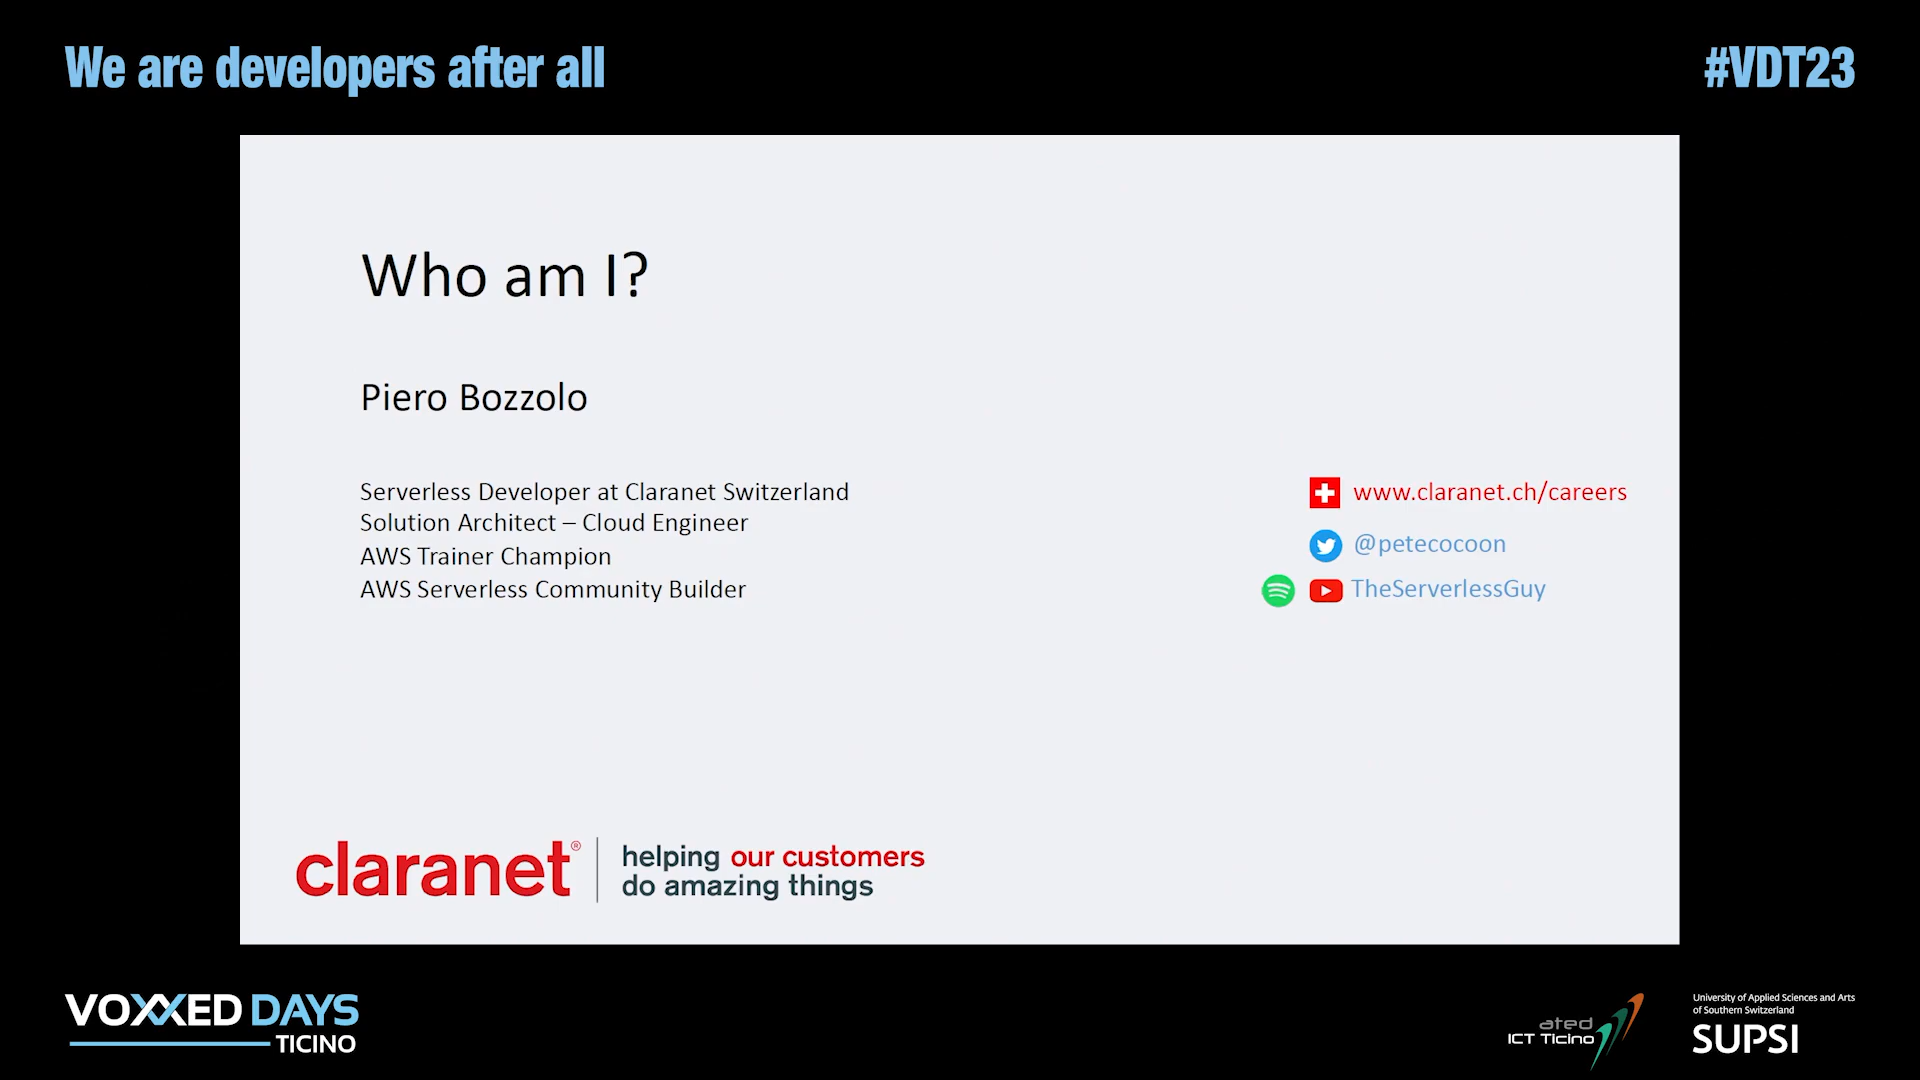 We are developers after all
#VDT23
Who am I?
Piero Bozzolo
Serverless Developer at Claranet Switzerland
Solution Architect – Cloud Engineer
AWS Trainer Champion
AWS Serverless Community Builder
www.claranet.ch/careers
@petecocoon
TheServerlessGuy
claranet®
helping our customers
do amazing things
VOXXED DAYS
TICINO
ated
ICT Ticino
University of Applied Sciences and Arts
of Southern Switzerland
SUPSI